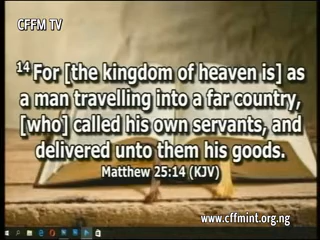 CFFM TV
14 For [the kingdom of heaven is] as
a man travelling into a far country,
[who] called his own servants, and
delivered unto them his goods.
Matthew 25:14 (KJV)
www.cffmint.org.ng